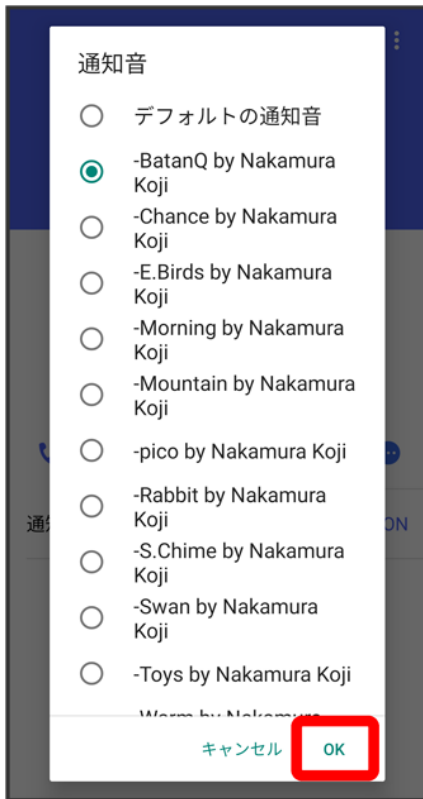 通知音
デフォルトの通知音
-BatanQ by Nakamura
Koji
-Chance by Nakamura
Koji
-E.Birds by Nakamura
Koji
-Morning by Nakamura
Koji
-Mountain by Nakamura
Koji
-pico by Nakamura Koji
-Rabbit by Nakamura
Koji
通
ON
-S.Chime by Nakamura
Koji
-Swan by Nakamura
Koji
-Toys by Nakamura Koji
キャンセル
OK